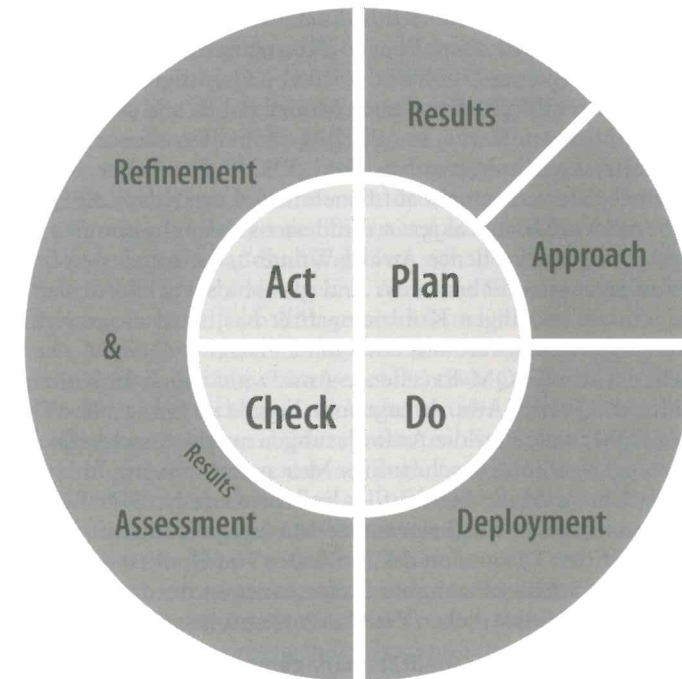 Results
Refinement
Approach
Act
Plan
&
Check
Do
Results
Assessment
Deployment